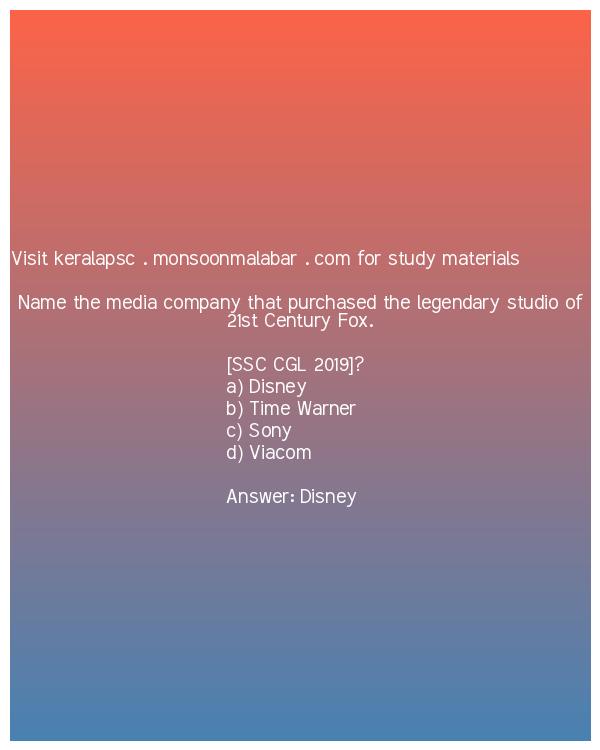 Visit keralapsc . monsoonmalabar . com for study materials
Name the media company that purchased the legendary studio of
21st Century Fox.
[SSC CGL 2019]?
a) Disney
b) Time Warner
c) Sony
d) Viacom
Answer: Disney